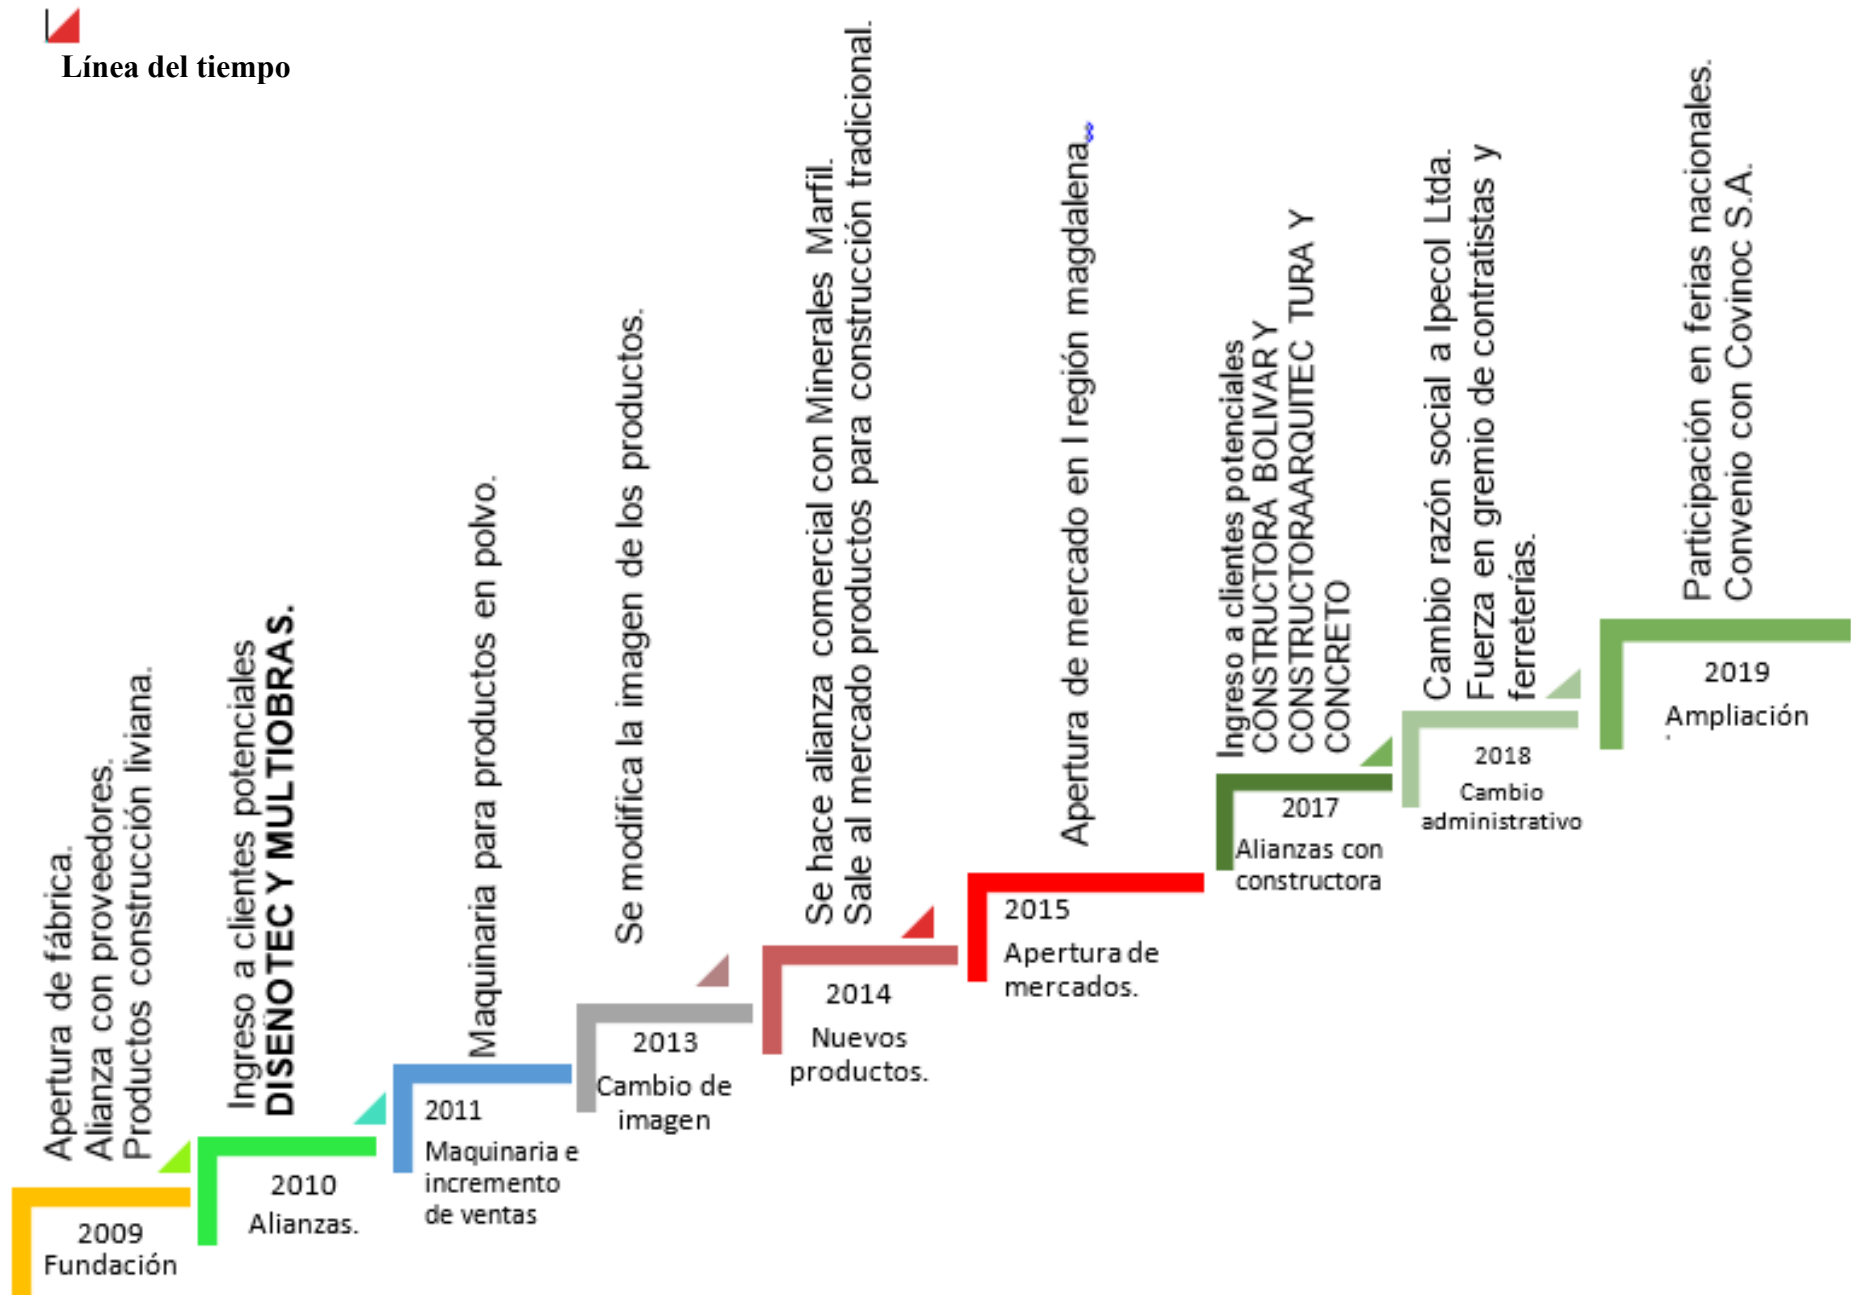 Línea del tiempo
Apertura de fábrica.
Alianza con proveedores.
Productos construcción liviana.
2009
Fundación
Ingreso a clientes potenciales
DISEÑOTEC Y MULTIOBRAS.
2010
Alianzas.
Maquinaria para productos en polvo.
2011
Maquinaria e
incremento
de ventas
Se modifica la imagen de los productos.
2013
Cambio de
imagen
Se hace alianza comercial con Minerales Marfil.
Sale al mercado productos para construcción tradicional.
2014
Nuevos
productos.
Apertura de mercado en l región magdalena.
2015
Apertura de
mercados.
Ingreso a clientes potenciales
CONSTRUCTORA BOLIVAR Y
CONSTRUCTORAARQUITEC TURA Y
CONCRETO
2017
Alianzas con
constructora
Cambio razón social a Ipecol Ltda.
Fuerza en gremio de contratistas y
ferreterías.
2018
Cambio
administrativo
Participación en ferias nacionales.
Convenio con Covinoc S.A.
2019
Ampliación